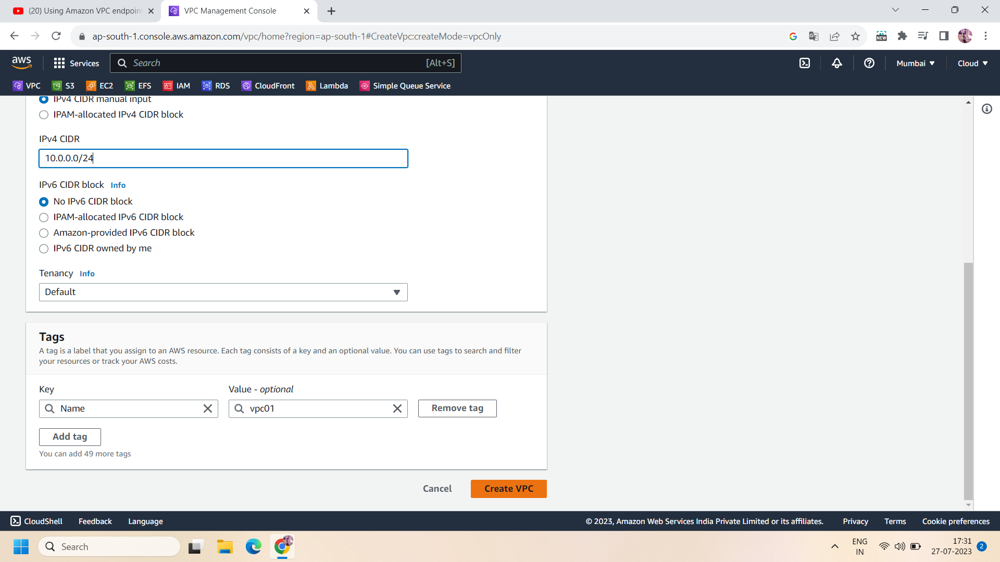 (20) Using Amazon VPC endpoin
VPC Management Console
ap-south-1.console.aws.amazon.com/vpc/home?region=ap-south-1#CreateVpc:createMode=vpcOnly
NEW
aws
Services
Search
[Alt+S]
Mumbai
Cloud
VPC
S3
EC2
EFS
IAM
RDS
CloudFront
Lambda
Simple Queue Service
IPv4 CIDR manual input
IPAM-allocated IPv4 CIDR block
IPv4 CIDR
10.0.0.0/24
IPv6 CIDR block Info
No IPv6 CIDR block
IPAM-allocated IPv6 CIDR block
Amazon-provided IPv6 CIDR block
IPv6 CIDR owned by me
Tenancy Info
Default
Tags
A tag is a label that you assign to an AWS resource. Each tag consists of a key and an optional value. You can use tags to search and filter
your resources or track your AWS costs.
Key
Value - optional
Name
vpc01
Remove tag
Add tag
You can add 49 more tags
Cancel
Create VPC
CloudShell
Feedback
Language
© 2023, Amazon Web Services India Private Limited or its affiliates.
Privacy
Terms
Cookie preferences
Search
ENG
IN
17:31
27-07-2023
2